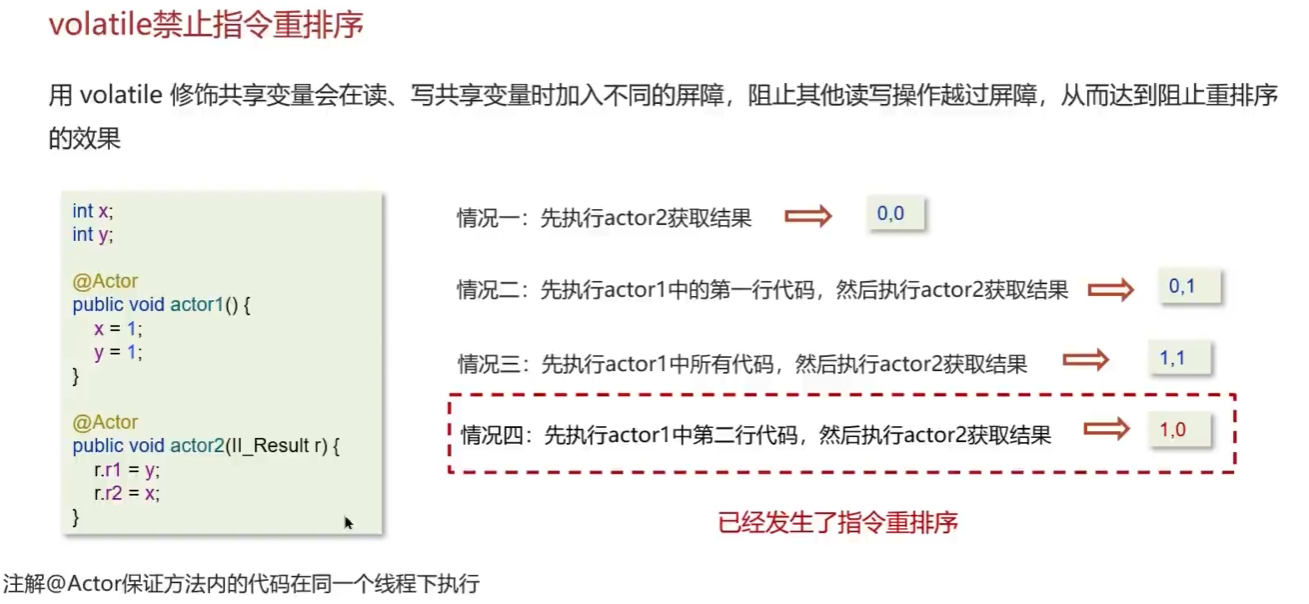 volatile禁止指令重排序
用 volatile 修饰共享变量会在读、写共享变量时加入不同的屏障，阻止其他读写操作越过屏障，从而达到阻止重排序
的效果
int x;
int y;
@Actor
public void actor1() {
x = 1;
y = 1;
}
@Actor
public void actor2(II_Result r) {
r.r1 = y;
r.r2 = x;
}
情况一：先执行actor2获取结果
0,0
情况二：先执行actor1中的第一行代码，然后执行actor2获取结果
0,1
情况三：先执行actor1中所有代码，然后执行actor2获取结果
1,1
情况四：先执行actor1中第二行代码，然后执行actor2获取结果
1,0
已经发生了指令重排序
注解@Actor保证方法内的代码在同一个线程下执行